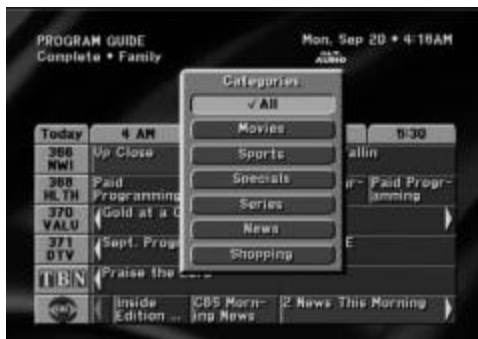 PROGRAM GUIDE
Mon, Sep 20 • 4:18AM
Complete • Family
ALT. AUDIO
Categories
✓ All
Movies
Sports
Specials
Series
News
Shopping
Today 4 AM 5:30
366 NWI Up Close
368 HLTH Paid Programming Paid Progr-amming
370 VALU Gold at a
371 DTV Sept. Prog E
TBN Praise the
Inside Edition ... CBS Morn-ing News 2 News This Morning